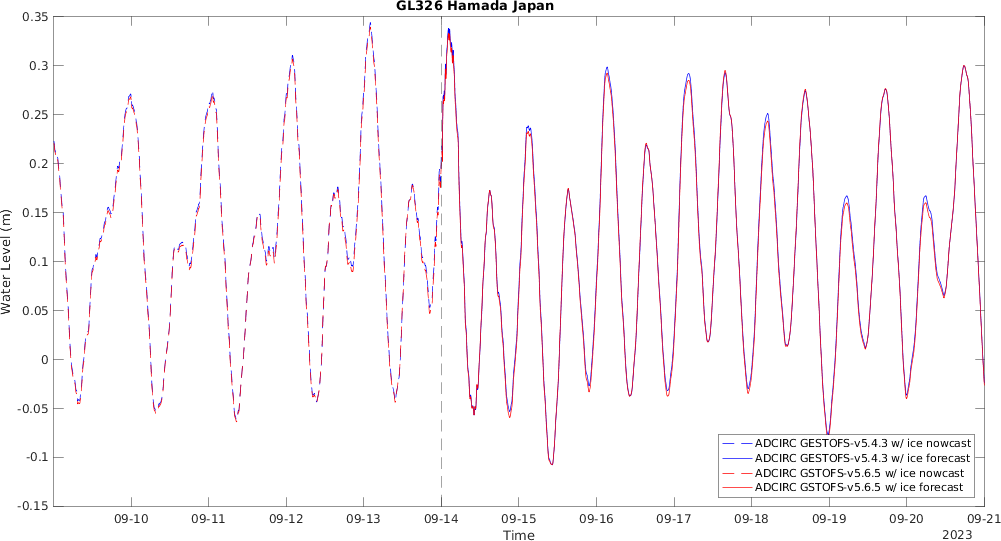 GL326 Hamada Japan
0.35
0.3
0.25
0.2
0.15
0.1
0.05
0
-0.05
-0.1
-0.15
Water Level (m)
ADCIRC GESTOFS-v5.4.3 w/ ice nowcast
ADCIRC GESTOFS-v5.4.3 w/ ice forecast
ADCIRC GSTOFS-v5.6.5 w/ ice nowcast
ADCIRC GSTOFS-v5.6.5 w/ ice forecast
09-10 09-11 09-12 09-13 09-14 09-15 09-16 09-17 09-18 09-19 09-20 09-21
Time
2023